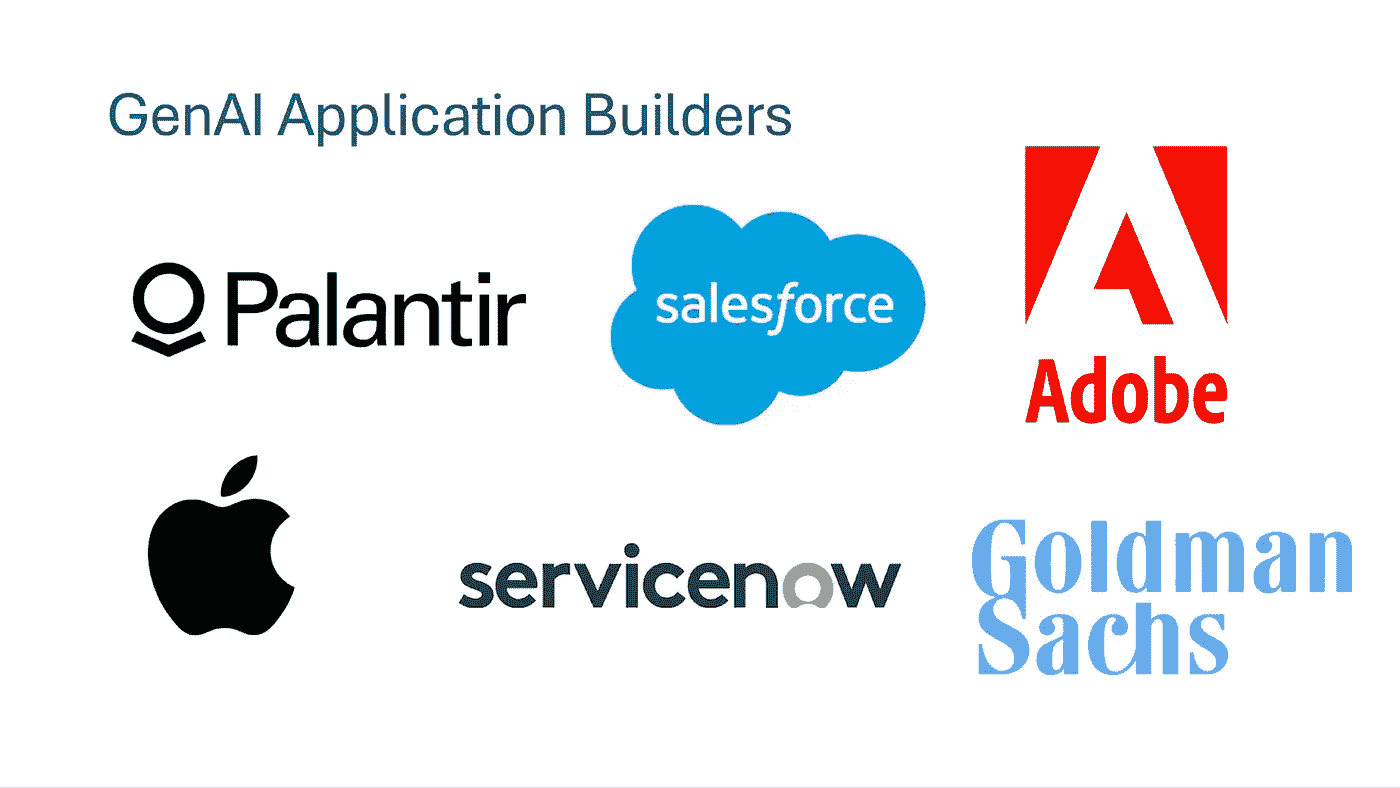 GenAI Application Builders
Palantir
salesforce
Adobe
servicenow
Goldman
Sachs